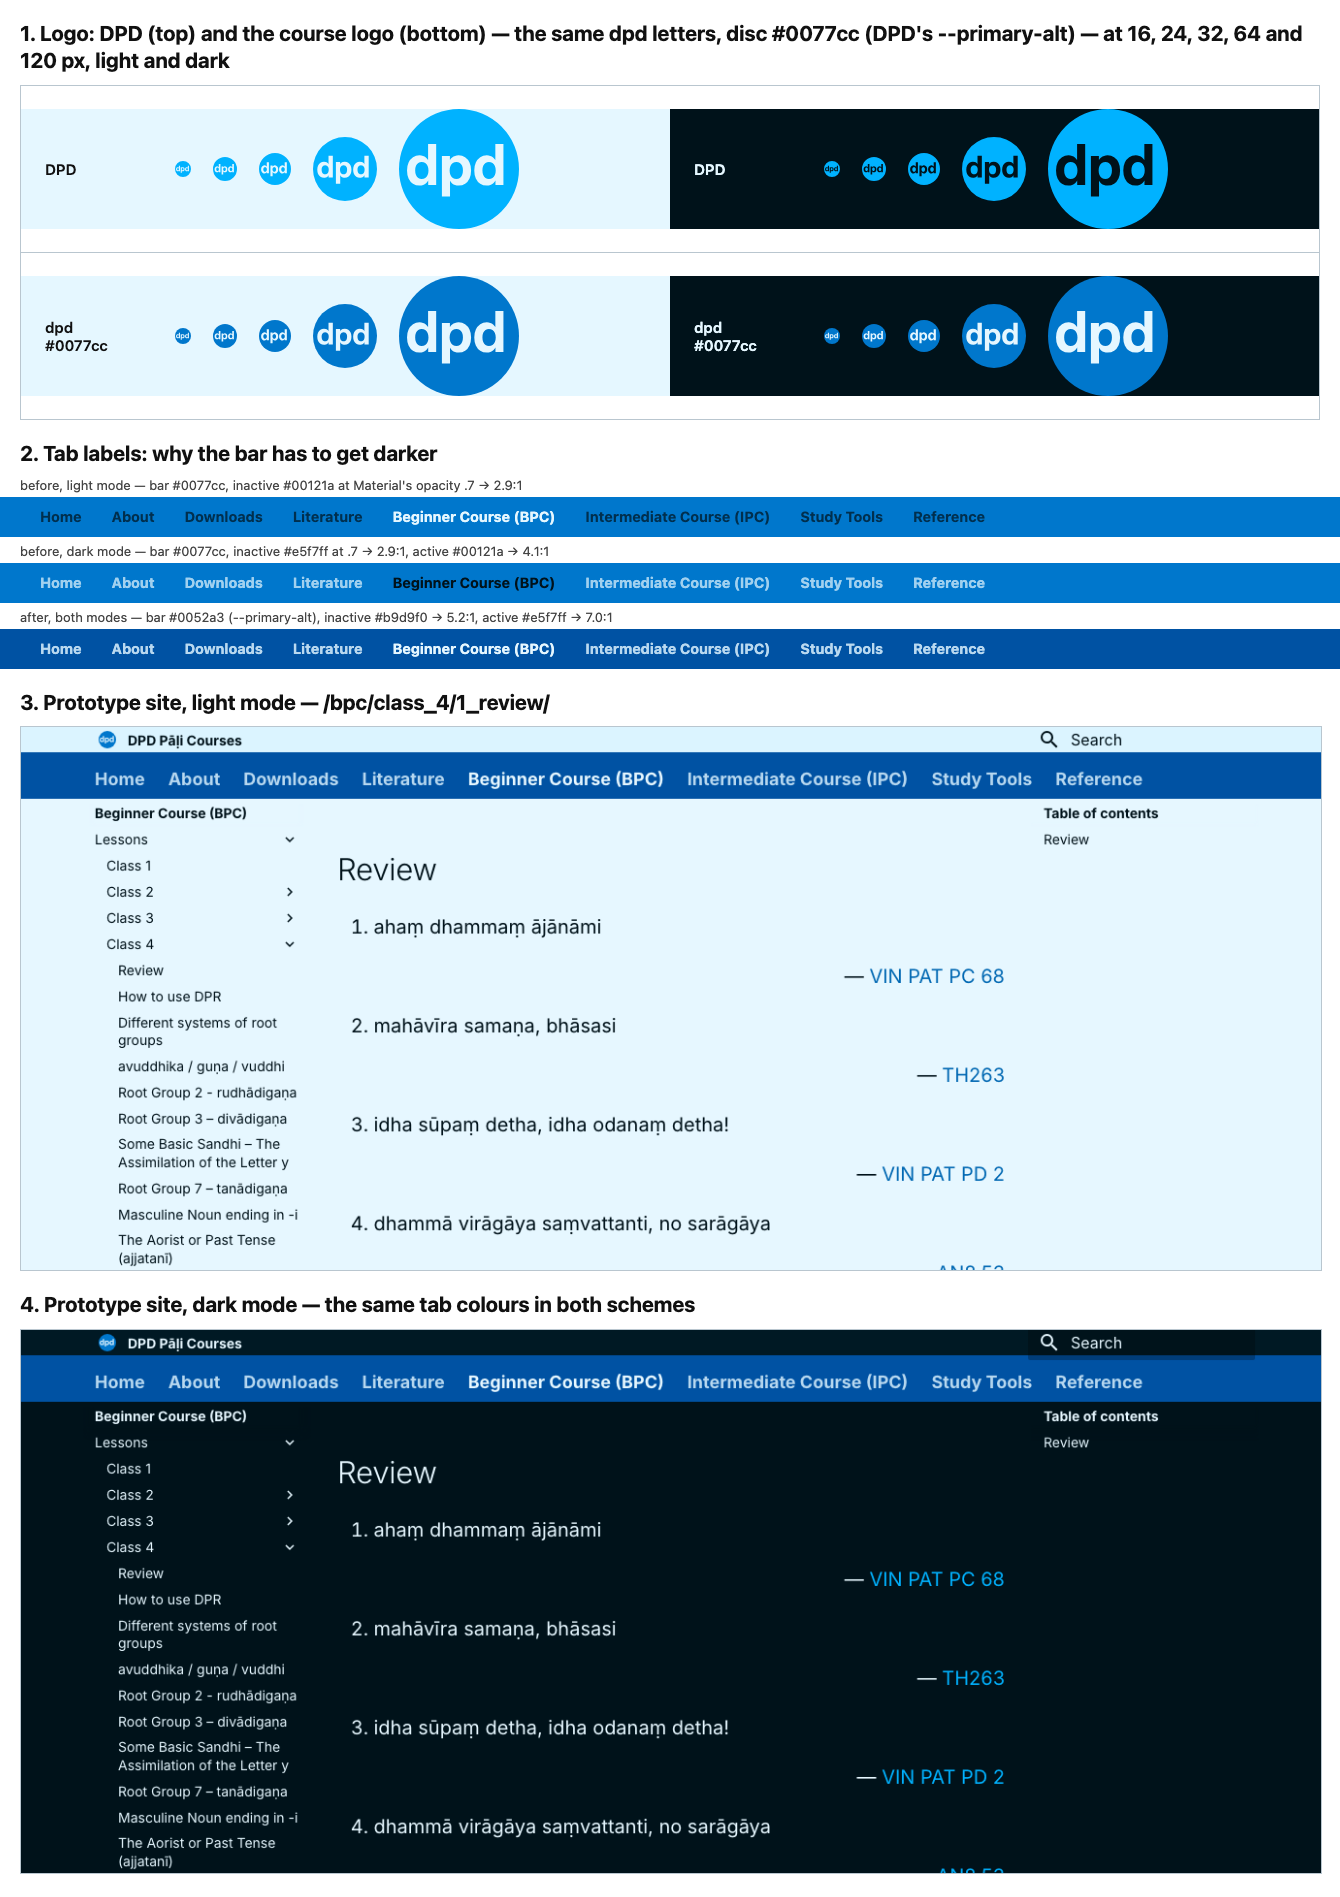 1. Logo: DPD (top) and the course logo (bottom) — the same dpd letters, disc #0077cc (DPD's --primary-alt) — at 16, 24, 32, 64 and
120 px, light and dark
DPD dpd dpd dpd dpd dpd
DPD dpd dpd dpd dpd dpd
dpd
#0077cc dpd dpd dpd dpd dpd
dpd
#0077cc dpd dpd dpd dpd dpd
2. Tab labels: why the bar has to get darker
before, light mode — bar #0077cc, inactive #00121a at Material's opacity .7 → 2.9:1
Home About Downloads Literature Beginner Course (BPC) Intermediate Course (IPC) Study Tools Reference
before, dark mode — bar #0077cc, inactive #e5f7ff at .7 → 2.9:1, active #00121a → 4.1:1
Home About Downloads Literature Beginner Course (BPC) Intermediate Course (IPC) Study Tools Reference
after, both modes — bar #0052a3 (--primary-alt), inactive #b9d9f0 → 5.2:1, active #e5f7ff → 7.0:1
Home About Downloads Literature Beginner Course (BPC) Intermediate Course (IPC) Study Tools Reference
3. Prototype site, light mode — /bpc/class_4/1_review/
dpd DPD Pāḷi Courses Search
Home About Downloads Literature Beginner Course (BPC) Intermediate Course (IPC) Study Tools Reference
Beginner Course (BPC)
Lessons
Class 1
Class 2
Class 3
Class 4
Review
How to use DPR
Different systems of root
groups
avuddhika / guṇa / vuddhi
Root Group 2 - rudhādigaṇa
Root Group 3 – divādigaṇa
Some Basic Sandhi – The
Assimilation of the Letter y
Root Group 7 – tanādigaṇa
Masculine Noun ending in -i
The Aorist or Past Tense
(ajjatanī)
Review
1. ahaṃ dhammaṃ ājānāmi
— VIN PAT PC 68
2. mahāvīra samaṇa, bhāsasi
— TH263
3. idha sūpaṃ detha, idha odanaṃ detha!
— VIN PAT PD 2
4. dhammā virāgāya saṃvattanti, no sarāgāya
Table of contents
Review
4. Prototype site, dark mode — the same tab colours in both schemes
dpd DPD Pāḷi Courses Search
Home About Downloads Literature Beginner Course (BPC) Intermediate Course (IPC) Study Tools Reference
Beginner Course (BPC)
Lessons
Class 1
Class 2
Class 3
Class 4
Review
How to use DPR
Different systems of root
groups
avuddhika / guṇa / vuddhi
Root Group 2 - rudhādigaṇa
Root Group 3 – divādigaṇa
Some Basic Sandhi – The
Assimilation of the Letter y
Root Group 7 – tanādigaṇa
Masculine Noun ending in -i
The Aorist or Past Tense
(ajjatanī)
Review
1. ahaṃ dhammaṃ ājānāmi
— VIN PAT PC 68
2. mahāvīra samaṇa, bhāsasi
— TH263
3. idha sūpaṃ detha, idha odanaṃ detha!
— VIN PAT PD 2
4. dhammā virāgāya saṃvattanti, no sarāgāya
Table of contents
Review